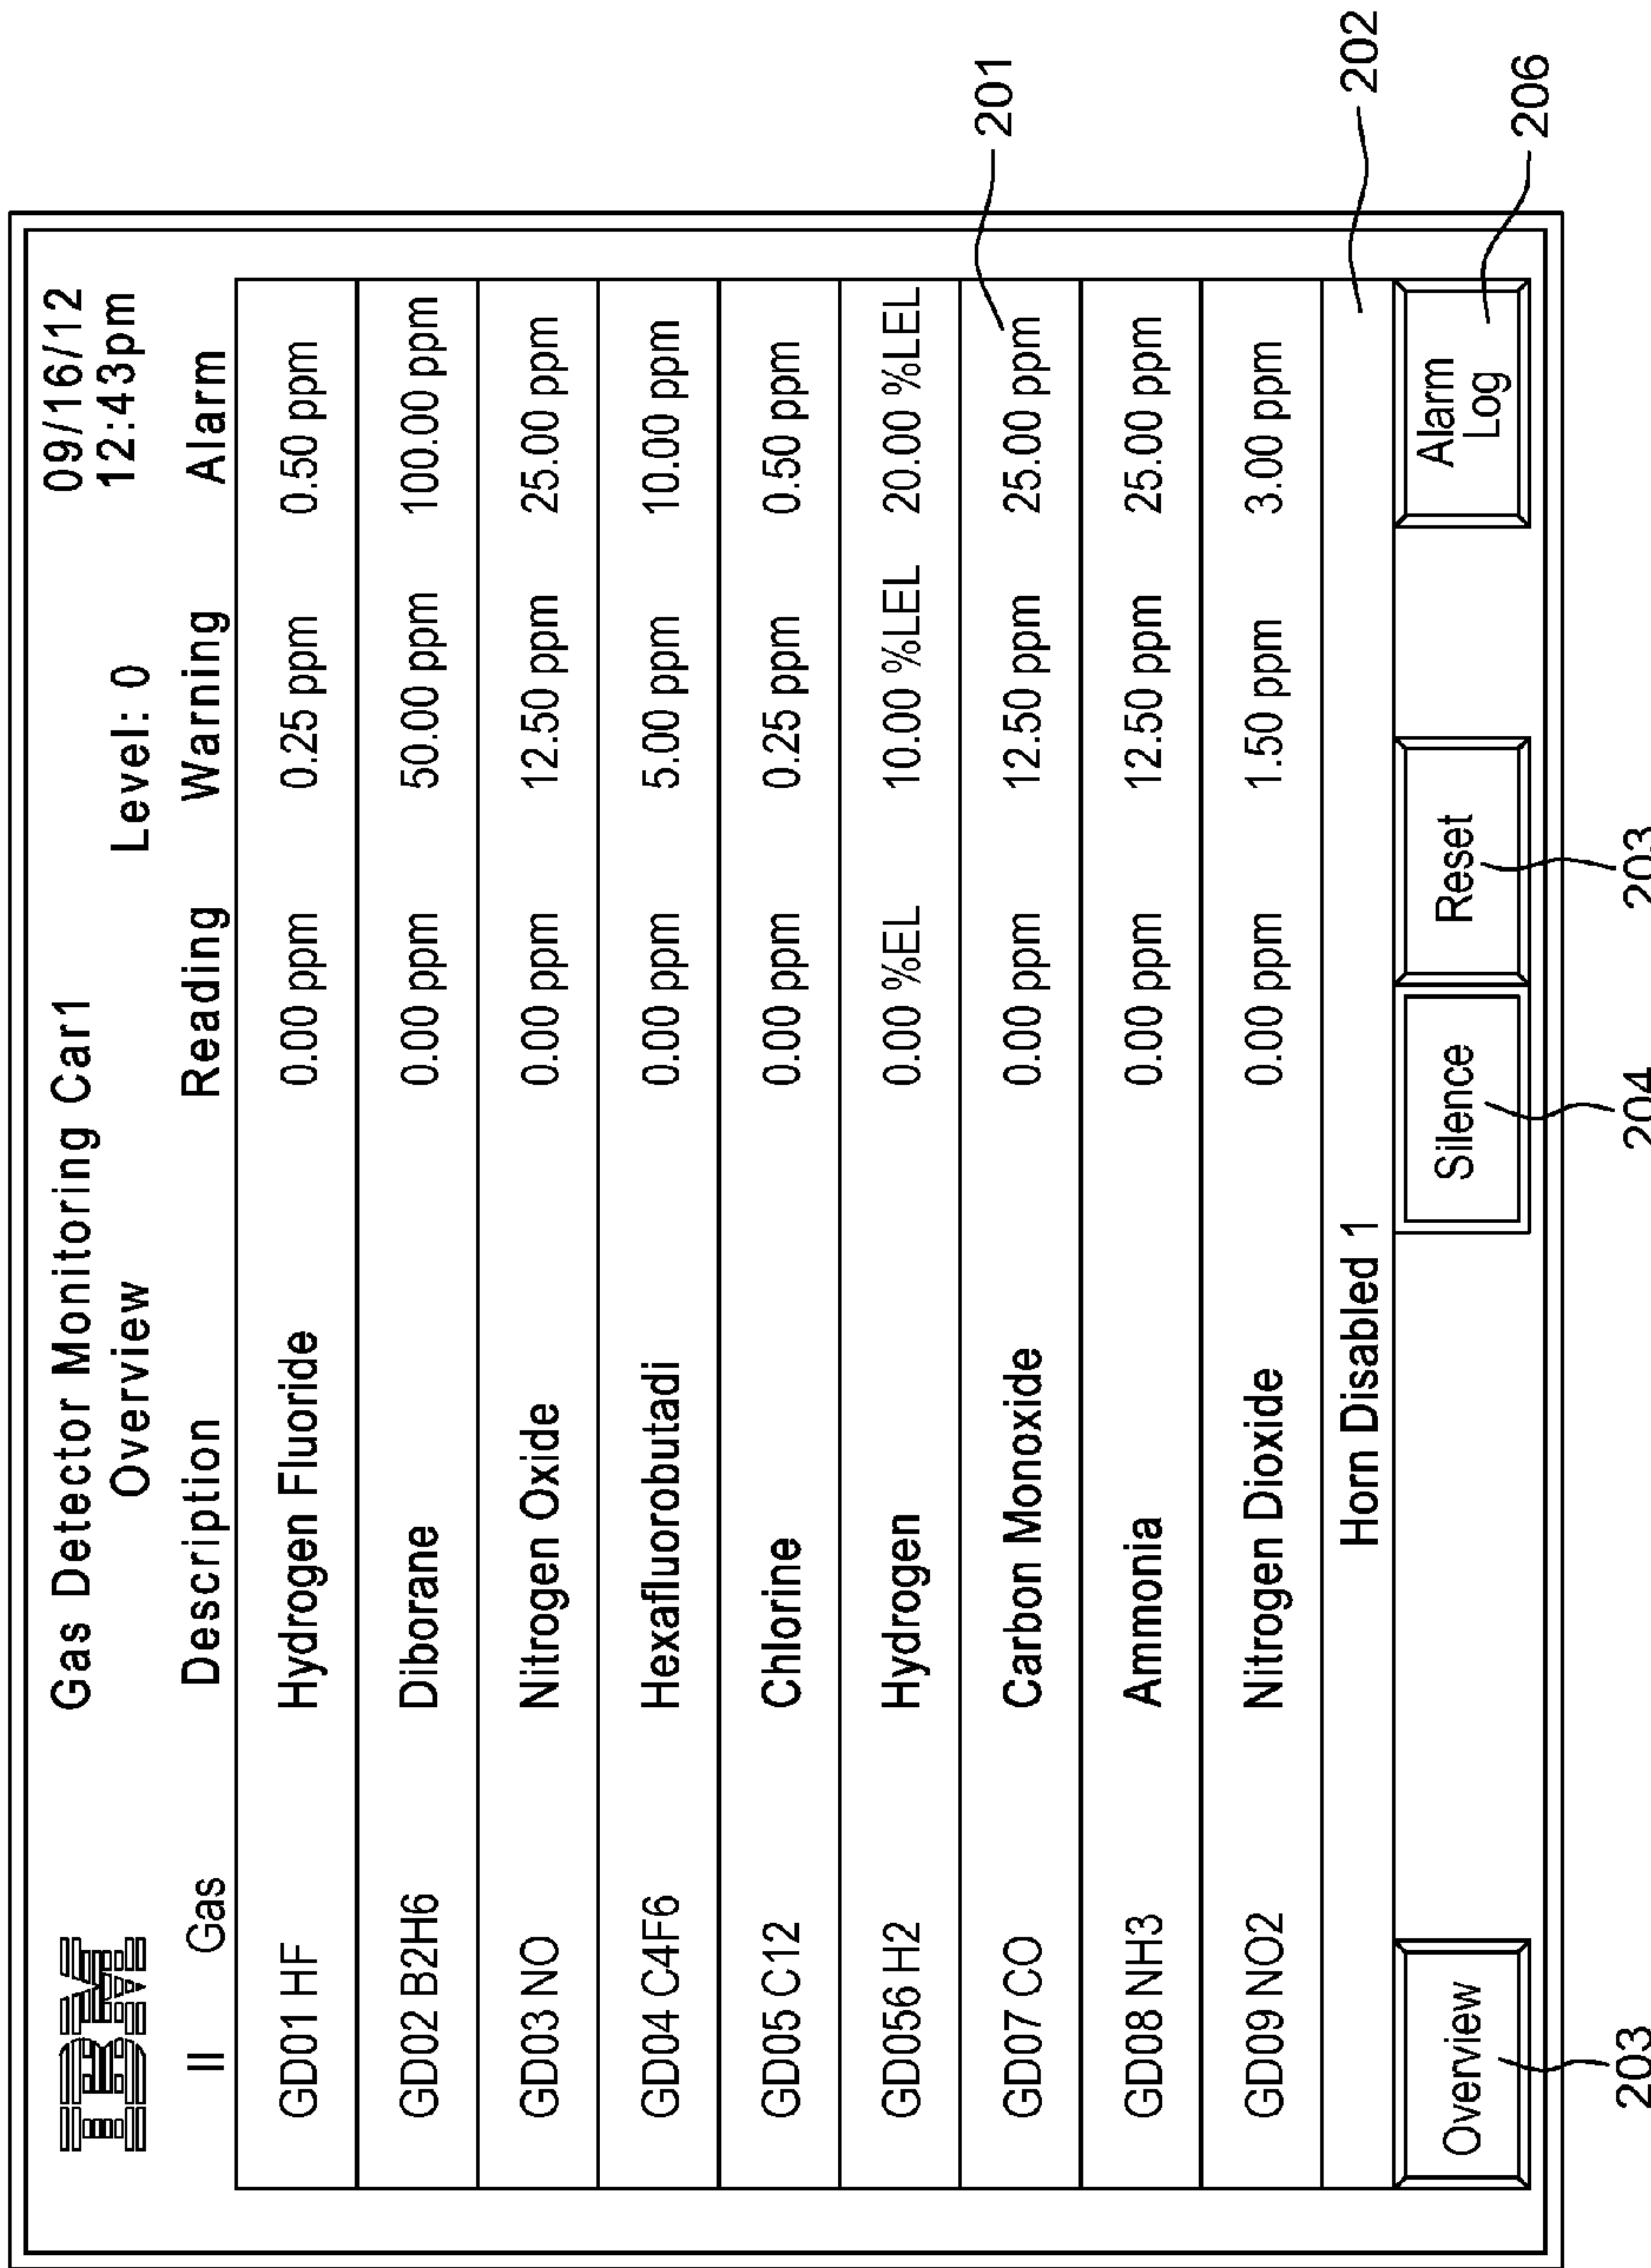 IBM
Gas Detector Monitoring Car1
09/16/12
Overview
Level: 0
12:43pm
II Gas Description Reading Warning Alarm
GD01 HF Hydrogen Fluoride 0.00 ppm 0.25 ppm 0.50 ppm
GD02 B2H6 Diborane 0.00 ppm 50.00 ppm 100.00 ppm
GD03 NO Nitrogen Oxide 0.00 ppm 12.50 ppm 25.00 ppm
GD04 C4F6 Hexafluorobutadi 0.00 ppm 5.00 ppm 10.00 ppm
GD05 C12 Chlorine 0.00 ppm 0.25 ppm 0.50 ppm
GD056 H2 Hydrogen 0.00 %EL 10.00 %LEL 20.00 %LEL
GD07 CO Carbon Monoxide 0.00 ppm 12.50 ppm 25.00 ppm
GD08 NH3 Ammonia 0.00 ppm 12.50 ppm 25.00 ppm
GD09 NO2 Nitrogen Dioxide 0.00 ppm 1.50 ppm 3.00 ppm
Horn Disabled 1
Overview
Silence
Reset
Alarm
Log
201
202
206
203
204
203